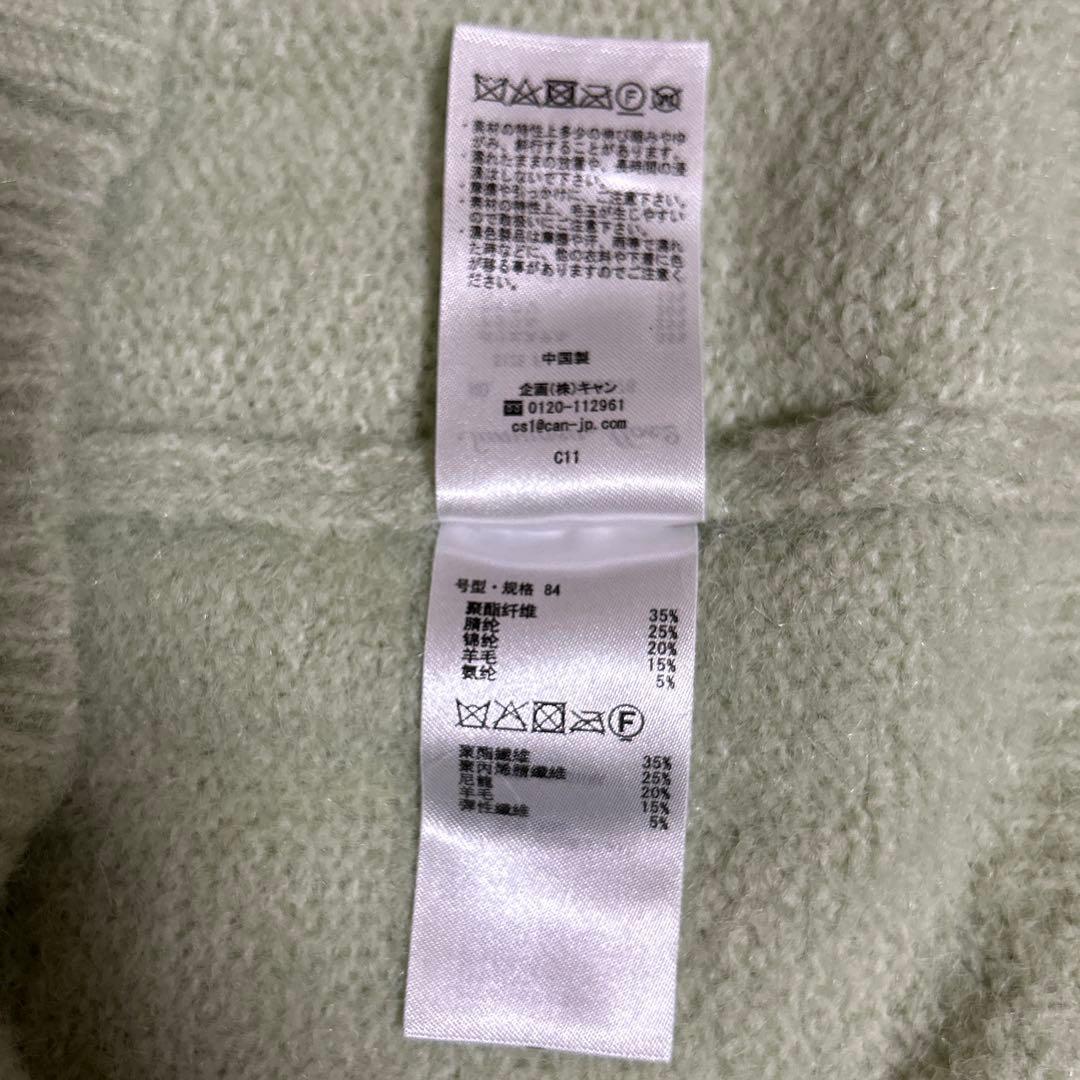 ・素材の特性上多少の伸び縮みやゆ
がみ、斜行することがあります。
・濡れたままの放置や、長時間の浸
漬はしないで下さい。
・摩擦や引っかけに、ご注意下さい。
・素材の特性上、毛玉が生じやすい
ので取扱いにご注意下さい。
・濃色製品は摩擦や汗、雨等で濡れ
た時などに、他の衣料や下着に色
が移る事がありますのでご注意く
ださい。
中国製
企画(株)キャン
0120-112961
cs1@can-jp.com
C11
号型・规格 84
聚酯纤维 35%
腈纶 25%
锦纶 20%
羊毛 15%
氨纶 5%
F
聚酯纖維 35%
聚丙烯腈纖維 25%
尼龍 20%
羊毛 15%
彈性纖維 5%